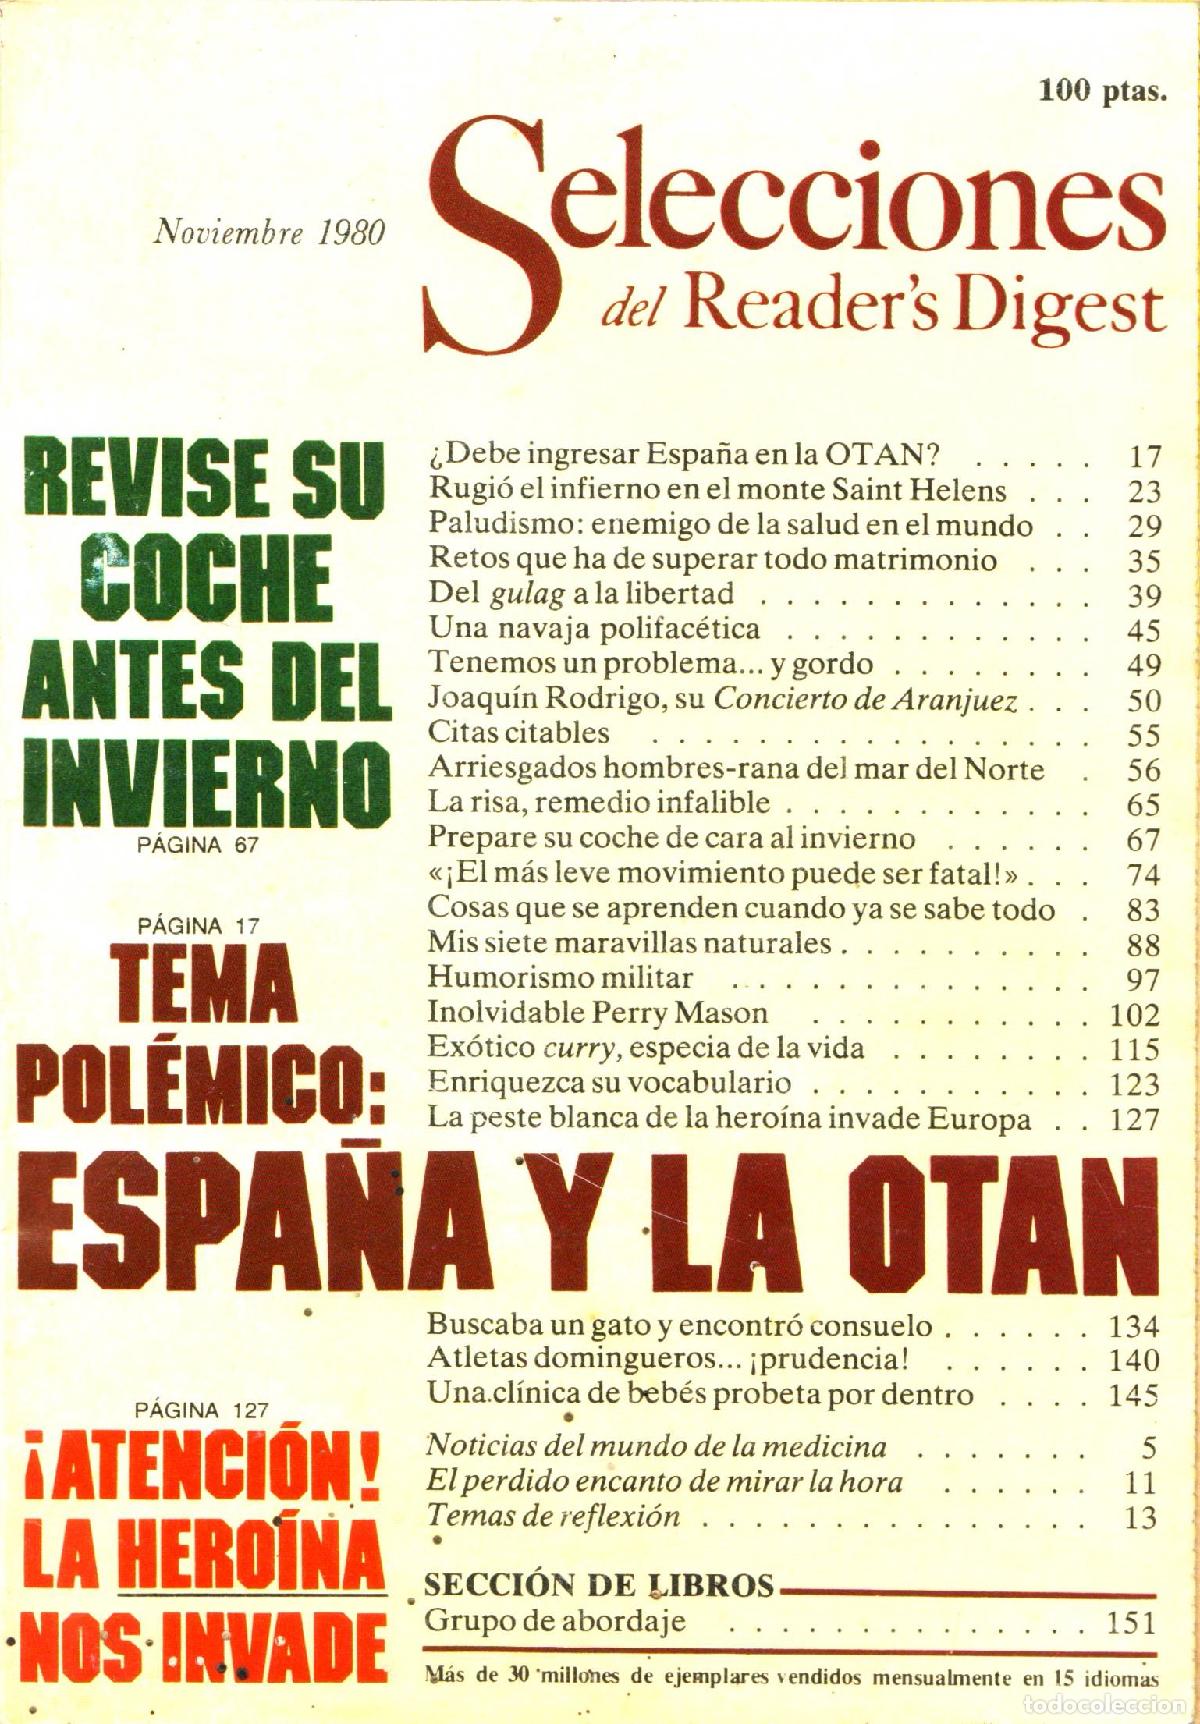 100 ptas.
Noviembre 1980
Selecciones
del Reader's Digest
REVISE SU
COCHE
ANTES DEL
INVIERNO
PÁGINA 67
PÁGINA 17
TEMA
POLÉMICO:
ESPAÑA Y LA OTAN
PÁGINA 127
¡ATENCIÓN!
LA HEROÍNA
NOS INVADE
¿Debe ingresar España en la OTAN? . . . . . 17
Rugió el infierno en el monte Saint Helens . . . 23
Paludismo: enemigo de la salud en el mundo . . 29
Retos que ha de superar todo matrimonio . . . 35
Del gulag a la libertad . . . . . . . . . . . . . 39
Una navaja polifacética . . . . . . . . . . . . 45
Tenemos un problema... y gordo . . . . . . . . 49
Joaquín Rodrigo, su Concierto de Aranjuez . . . 50
Citas citables . . . . . . . . . . . . . . . . . 55
Arriesgados hombres-rana del mar del Norte . 56
La risa, remedio infalible . . . . . . . . . . . . 65
Prepare su coche de cara al invierno . . . . . . 67
«¡El más leve movimiento puede ser fatal!» . . . 74
Cosas que se aprenden cuando ya se sabe todo . 83
Mis siete maravillas naturales . . . . . . . . . . 88
Humorismo militar . . . . . . . . . . . . . . 97
Inolvidable Perry Mason . . . . . . . . . . . 102
Exótico curry, especia de la vida . . . . . . . . 115
Enriquezca su vocabulario . . . . . . . . . . . 123
La peste blanca de la heroína invade Europa . . 127
Buscaba un gato y encontró consuelo . . . . . . 134
Atletas domingueros... ¡prudencia! . . . . . . 140
Una clínica de bebés probeta por dentro . . . . 145
Noticias del mundo de la medicina . . . . . . . 5
El perdido encanto de mirar la hora . . . . . . 11
Temas de reflexión . . . . . . . . . . . . . . . 13
SECCIÓN DE LIBROS
Grupo de abordaje . . . . . . . . . . . . . . 151
Más de 30 millones de ejemplares vendidos mensualmente en 15 idiomas
todocoleccion